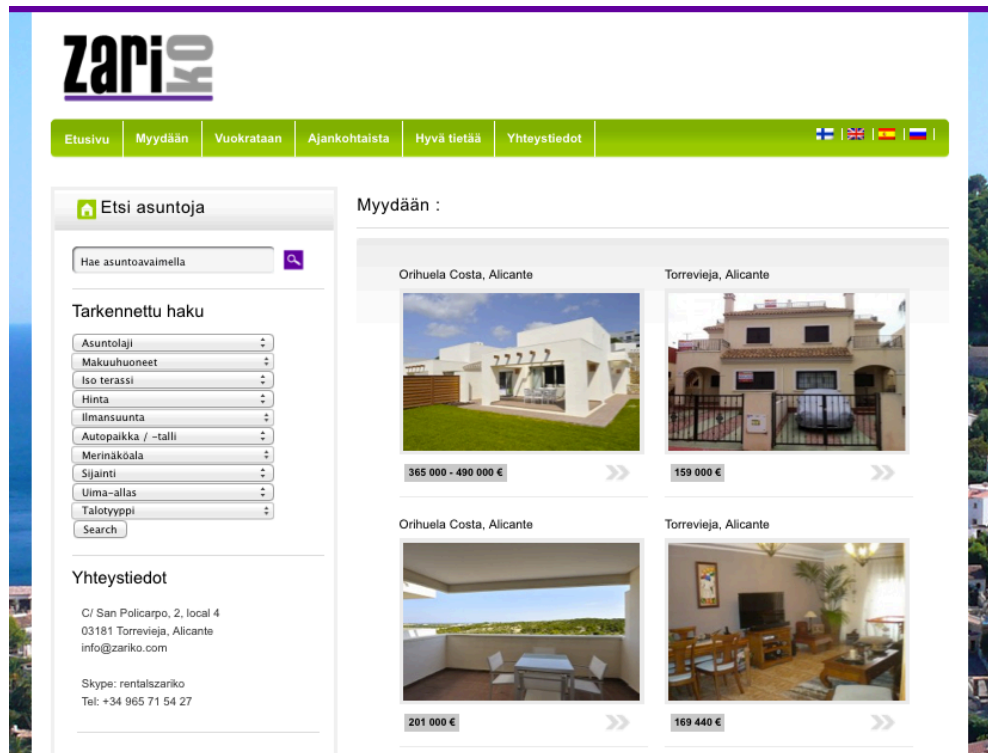 zariko
Etusivu
Myydään
Vuokrataan
Ajankohtaista
Hyvä tietää
Yhteystiedot
Etsi asuntoja
Hae asuntoavaimella
Tarkennettu haku
Asuntolaji
Makuuhuoneet
Iso terassi
Hinta
Ilmansuunta
Autopaikka / -talli
Merinäköala
Sijainti
Uima-allas
Talotyyppi
Search
Yhteystiedot
C/ San Policarpo, 2, local 4
03181 Torrevieja, Alicante
info@zariko.com
Skype: rentalszariko
Tel: +34 965 71 54 27
Myydään :
Orihuela Costa, Alicante
365 000 - 490 000 €
Torrevieja, Alicante
159 000 €
Orihuela Costa, Alicante
201 000 €
Torrevieja, Alicante
169 440 €